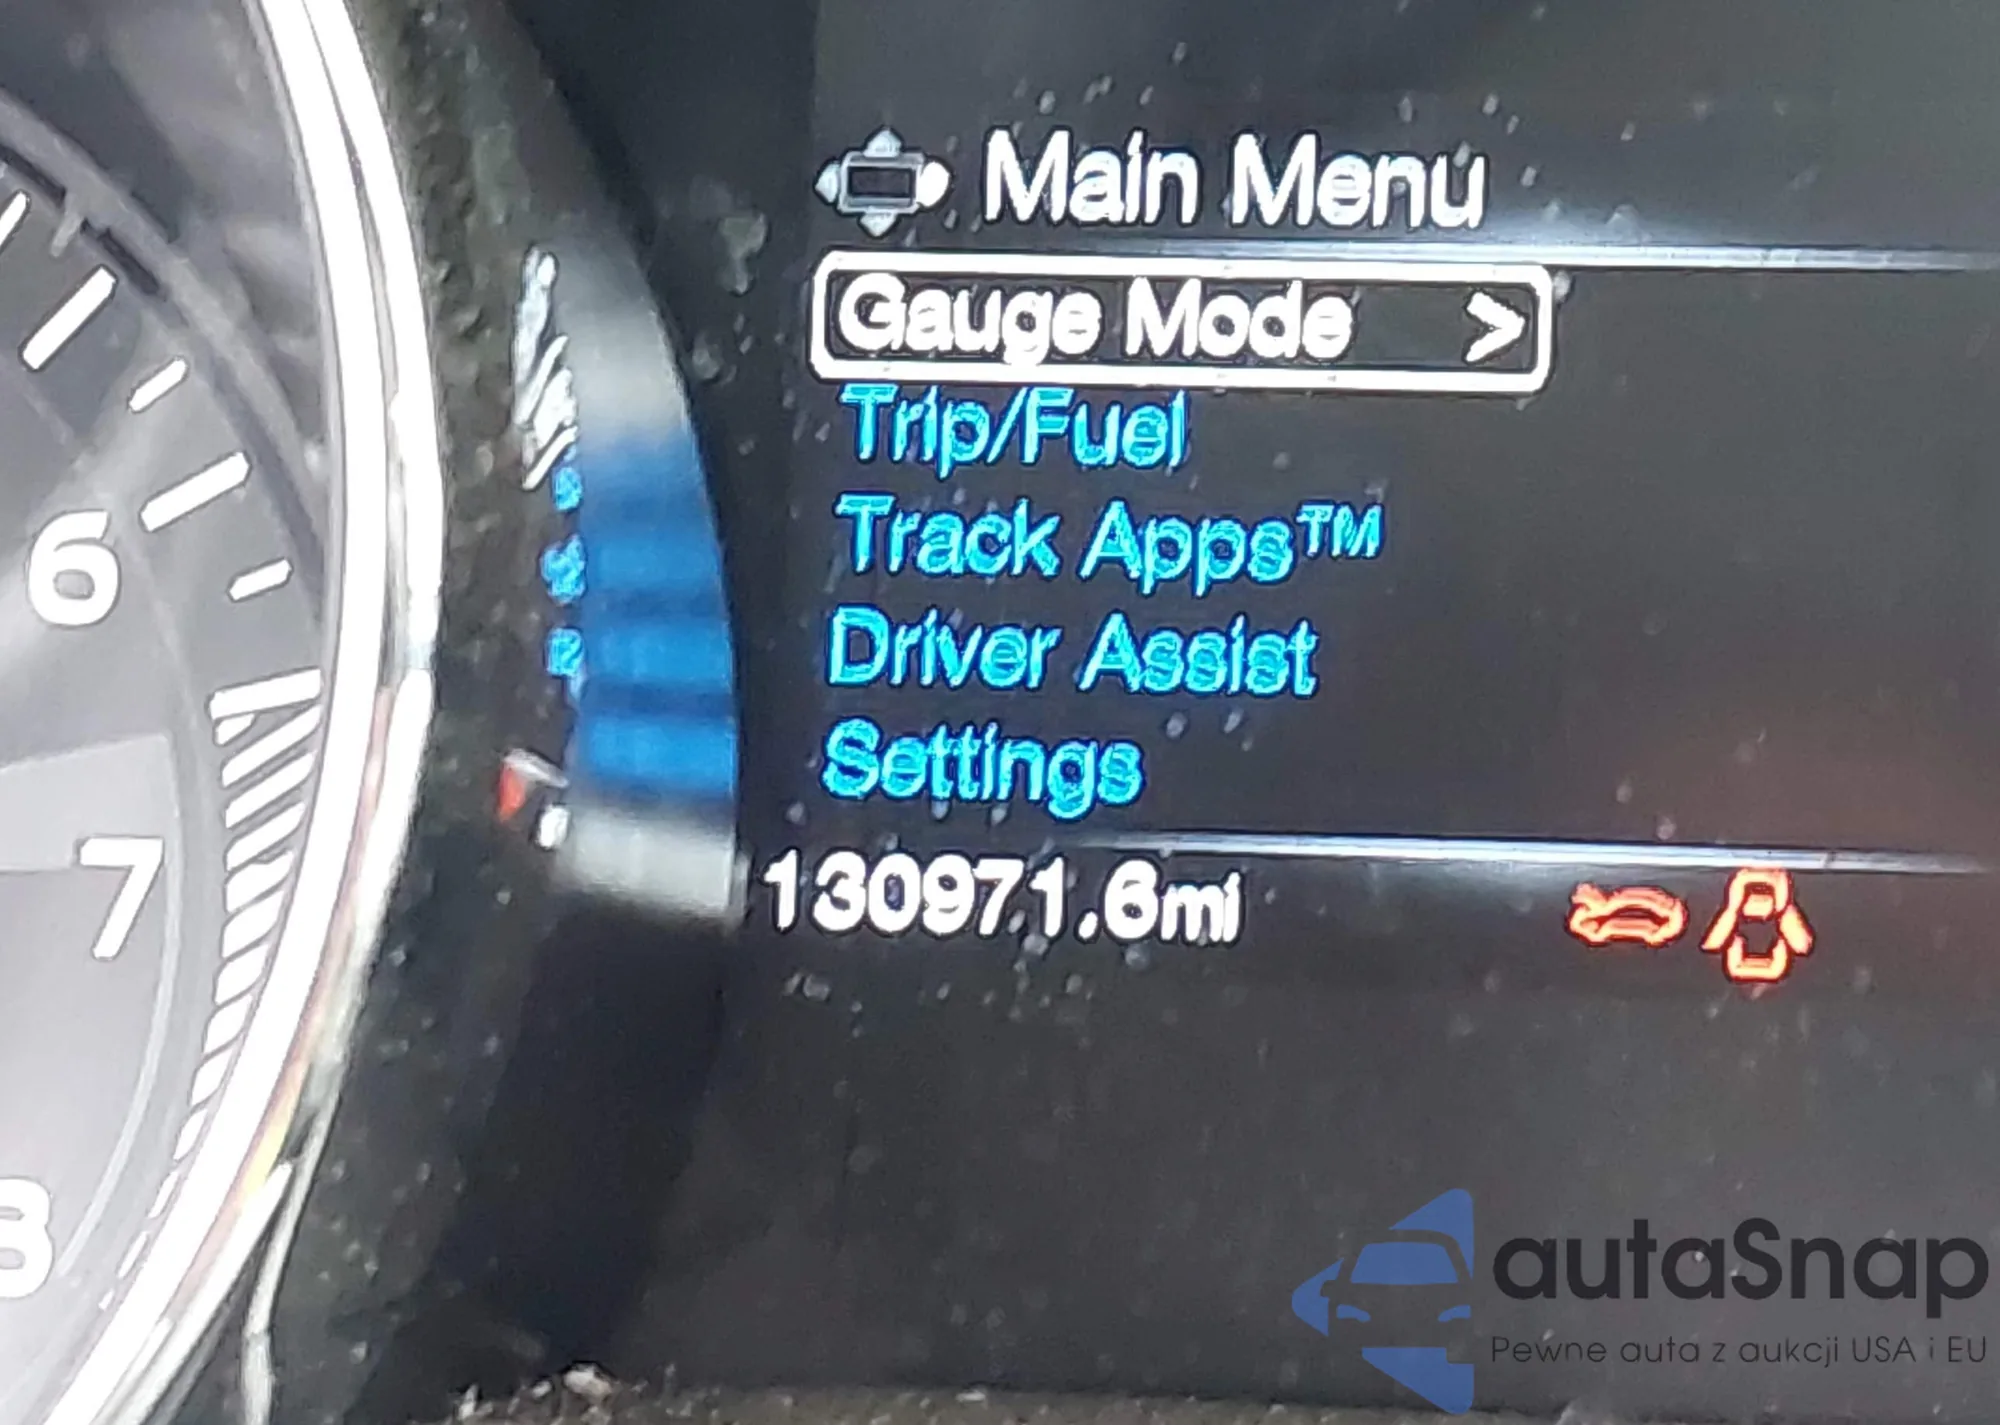 Main Menu
Gauge Mode >
Trip/Fuel
Track Apps™
Driver Assist
Settings
130971.6mi
6
7
8
autaSnap
Pewne auta z aukcji USA i EU